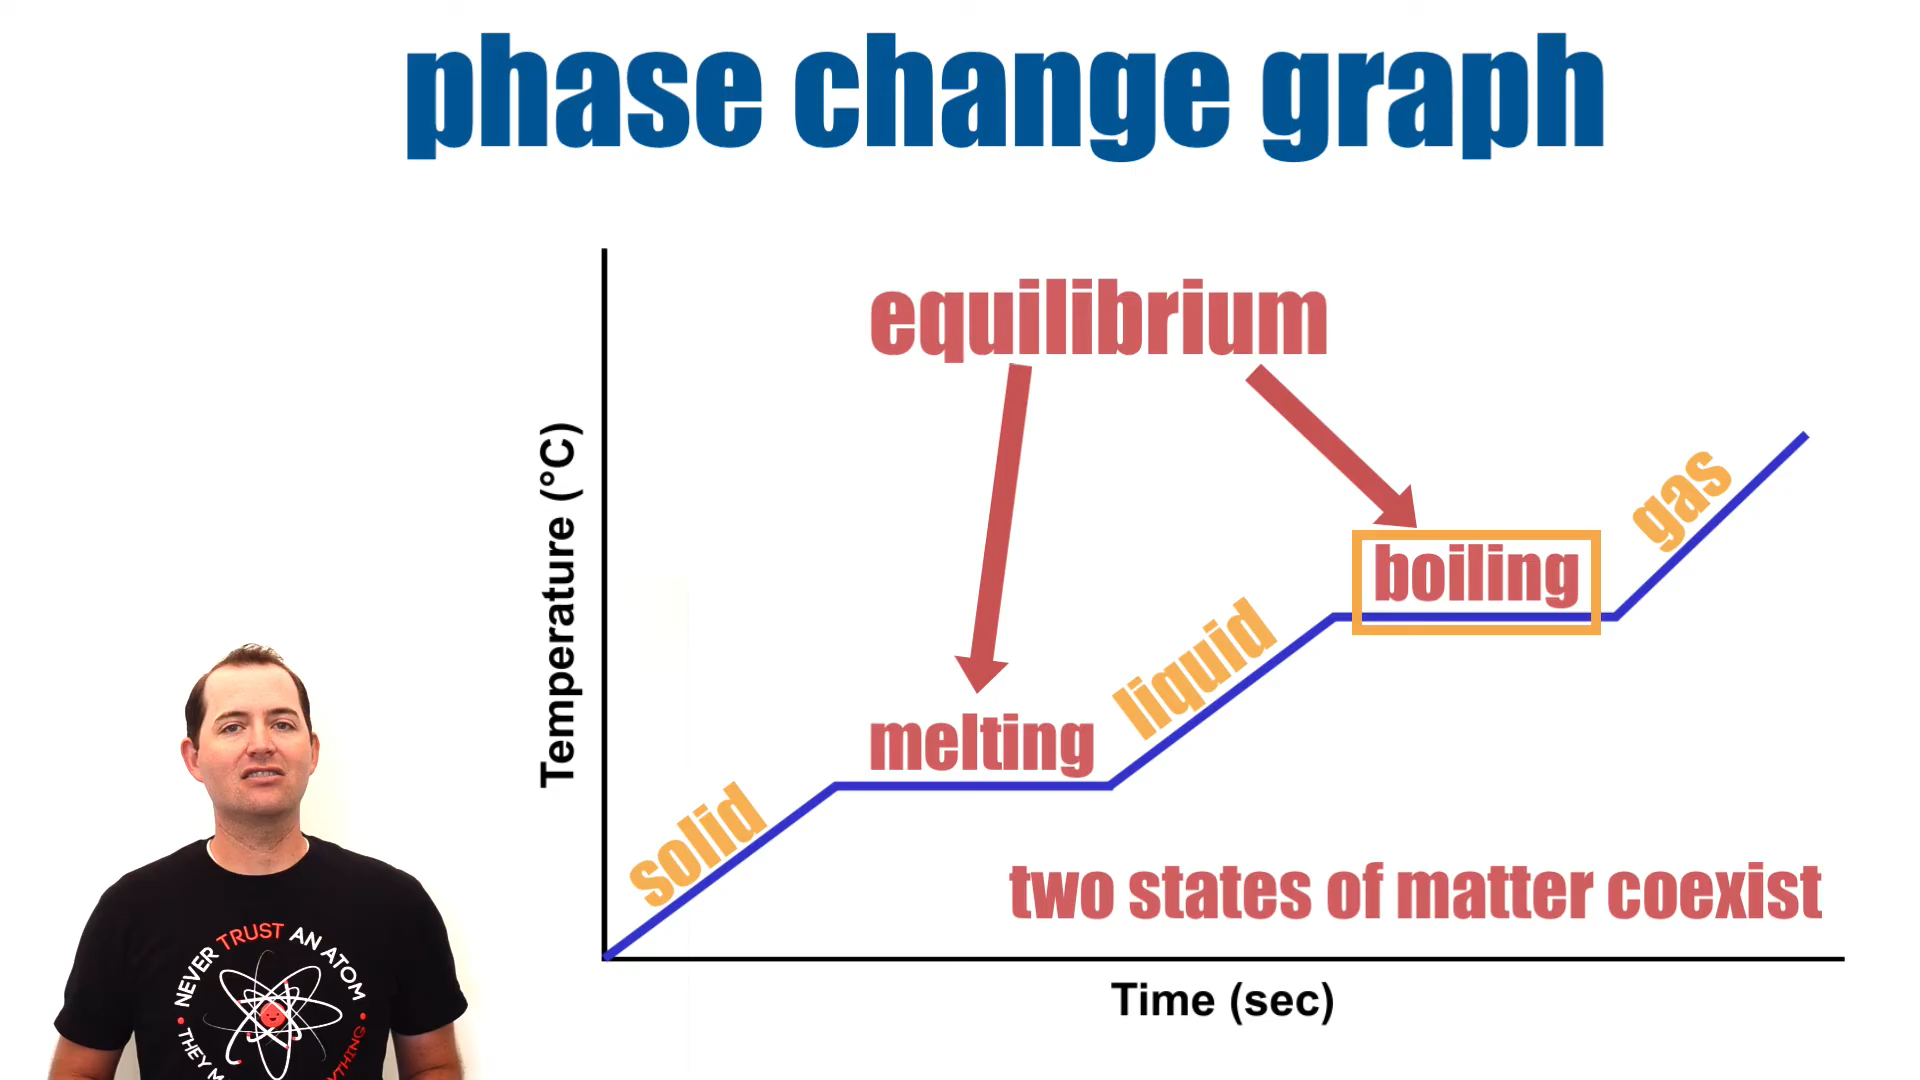 phase change graph
equilibrium
boiling
gas
liquid
melting
solid
two states of matter coexist
Temperature (°C)
Time (sec)
NEVER TRUST AN ATOM
THEY